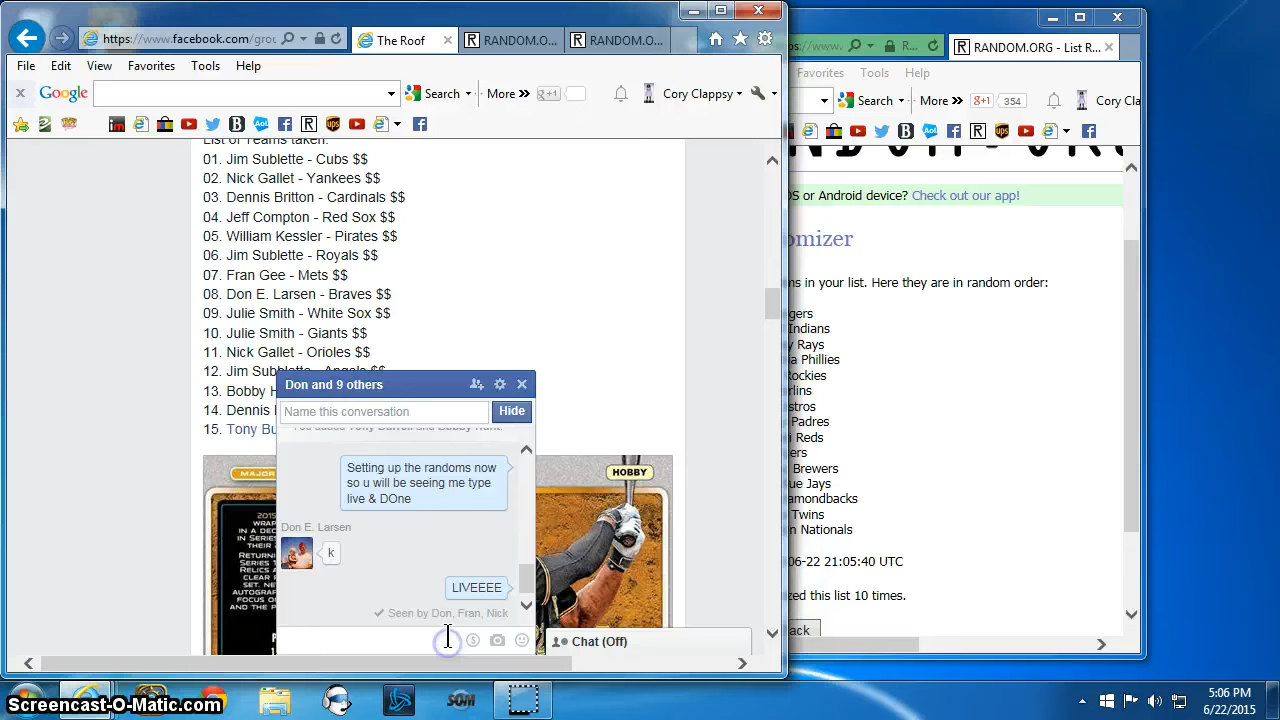 https://www.facebook.com/grou
The Roof
RANDOM.O...
RANDOM.O...
File Edit View Favorites Tools Help
Google
Search
More
g+1
Cory Clappsy
List of Teams taken:
01. Jim Sublette - Cubs $$
02. Nick Gallet - Yankees $$
03. Dennis Britton - Cardinals $$
04. Jeff Compton - Red Sox $$
05. William Kessler - Pirates $$
06. Jim Sublette - Royals $$
07. Fran Gee - Mets $$
08. Don E. Larsen - Braves $$
09. Julie Smith - White Sox $$
10. Julie Smith - Giants $$
11. Nick Gallet - Orioles $$
12. Jim Sublette - Angels $$
13. Bobby H
14. Dennis
15. Tony Bu
HOBBY
Don and 9 others
Name this conversation
Hide
Setting up the randoms now
so u will be seeing me type
live & DOne
Don E. Larsen
k
LIVEEEE
Seen by Don, Fran, Nick
Chat (Off)
RANDOM.ORG - List R...
Favorites Tools Help
Search
More
g+1
354
Cory Cla
OS or Android device? Check out our app!
omizer
ms in your list. Here they are in random order:
gers
Indians
y Rays
a Phillies
Rockies
rlins
stros
Padres
i Reds
ers
Brewers
ue Jays
amondbacks
Twins
n Nationals
06-22 21:05:40 UTC
zed this list 10 times.
ack
Screencast-O-Matic.com
SOM
5:06 PM
6/22/2015